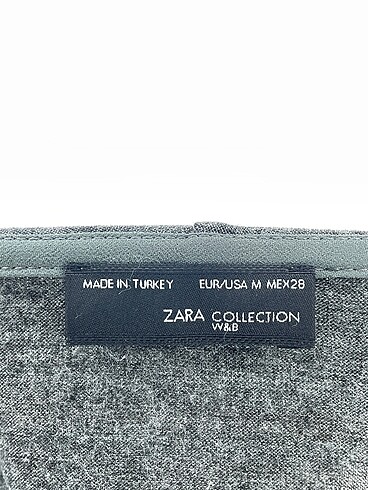 MADE IN TURKEY EUR/USA M MEX28
ZARA COLLECTION
W&B